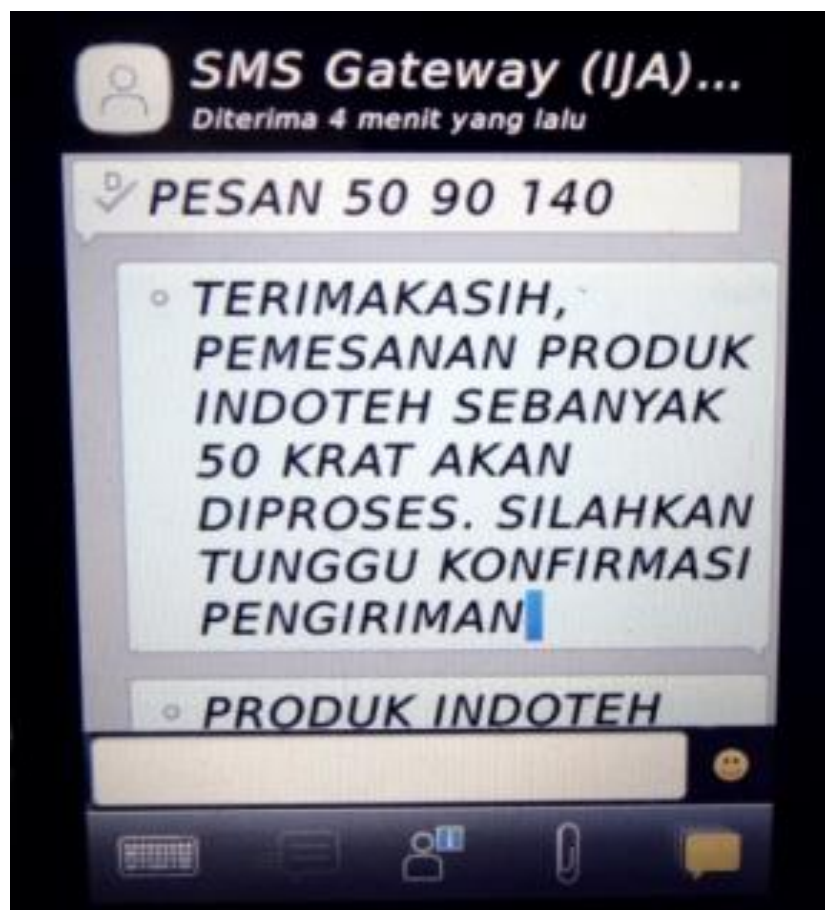 SMS Gateway (IJA)...
Diterima 4 menit yang lalu
D
PESAN 50 90 140
TERIMAKASIH,
PEMESANAN PRODUK
INDOTEH SEBANYAK
50 KRAT AKAN
DIPROSES. SILAHKAN
TUNGGU KONFIRMASI
PENGIRIMAN
PRODUK INDOTEH